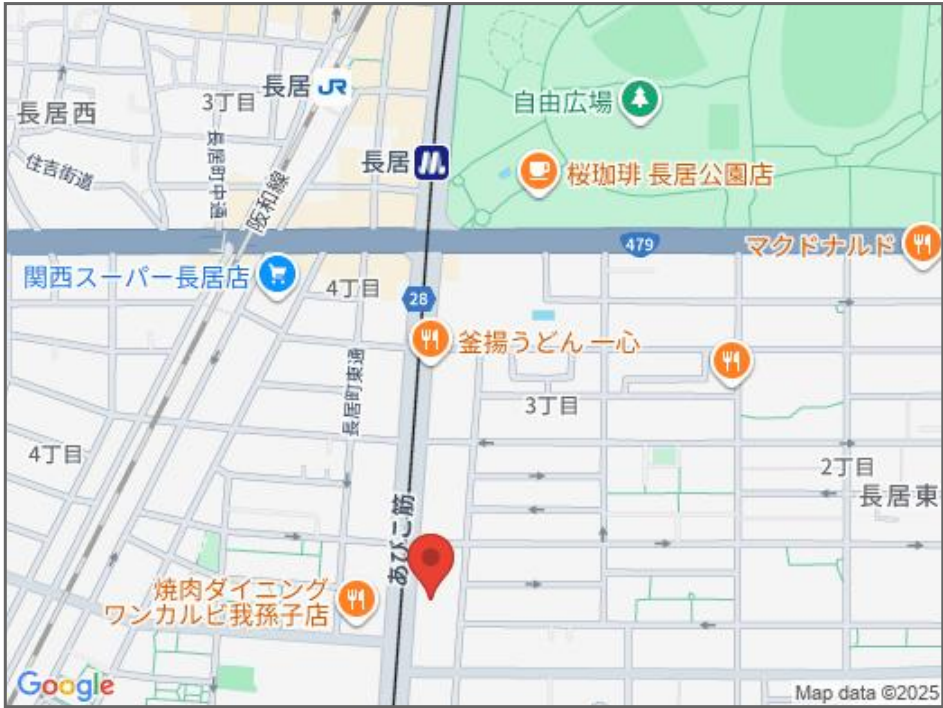 長居
3丁目
長居西
自由広場
長居町中通
長居
桜珈琲 長居公園店
住吉街道
阪和線
479
マクドナルド
関西スーパー長居店
4丁目
28
釜揚うどん 一心
長居町東通
3丁目
4丁目
2丁目
長居東
あびこ筋
焼肉ダイニング
ワンカルビ我孫子店
Google
Map data ©2025